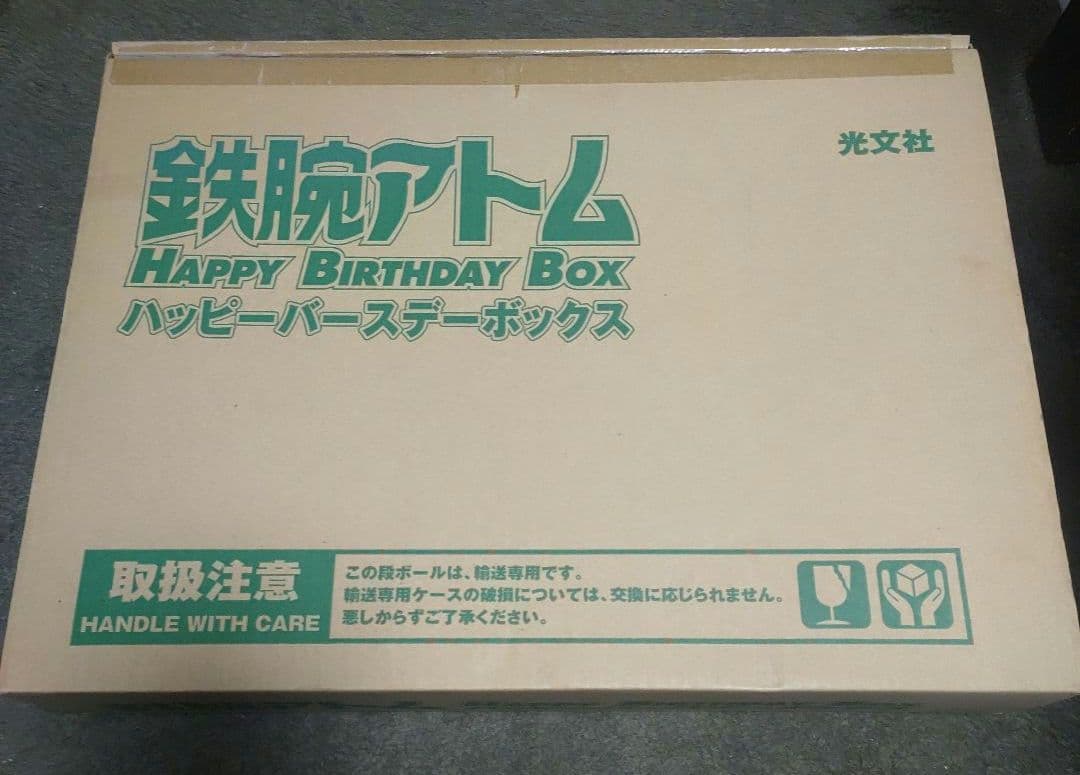 鉄腕アトム
HAPPY BIRTHDAY BOX
ハッピーバースデーボックス
光文社
取扱注意
HANDLE WITH CARE
この段ボールは、輸送専用です。
輸送専用ケースの破損については、交換に応じられません。
悪しからずご了承ください。